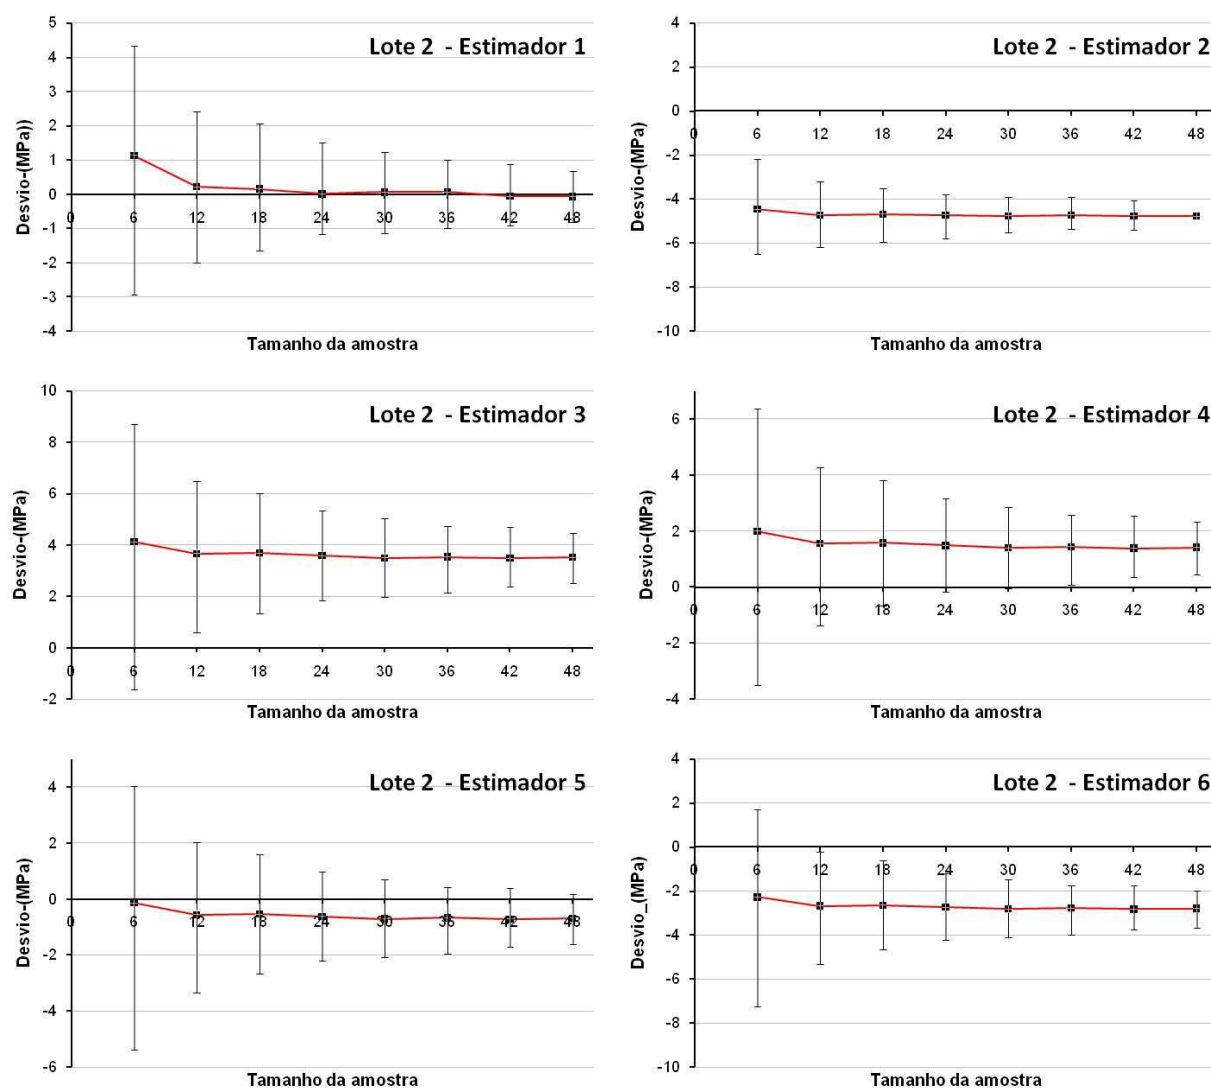 Lote 2 - Estimador 1
Desvio-(MPa))
5
4
3
2
1
0
-1
-2
-3
-4
0 6 12 18 24 30 36 42 48
Tamanho da amostra
Lote 2 - Estimador 2
Desvio-(MPa)
4
2
0
-2
-4
-6
-8
-10
0 6 12 18 24 30 36 42 48
Tamanho da amostra
Lote 2 - Estimador 3
Desvio-(MPa)
10
8
6
4
2
0
-2
0 6 12 18 24 30 36 42 48
Tamanho da amostra
Lote 2 - Estimador 4
Desvio-(MPa)
6
4
2
0
-2
-4
0 6 12 18 24 30 36 42 48
Tamanho da amostra
Lote 2 - Estimador 5
Desvio-(MPa)
4
2
0
-2
-4
-6
0 6 12 18 24 30 36 42 48
Tamanho da amostra
Lote 2 - Estimador 6
Desvio_(MPa)
4
2
0
-2
-4
-6
-8
-10
0 6 12 18 24 30 36 42 48
Tamanho da amostra